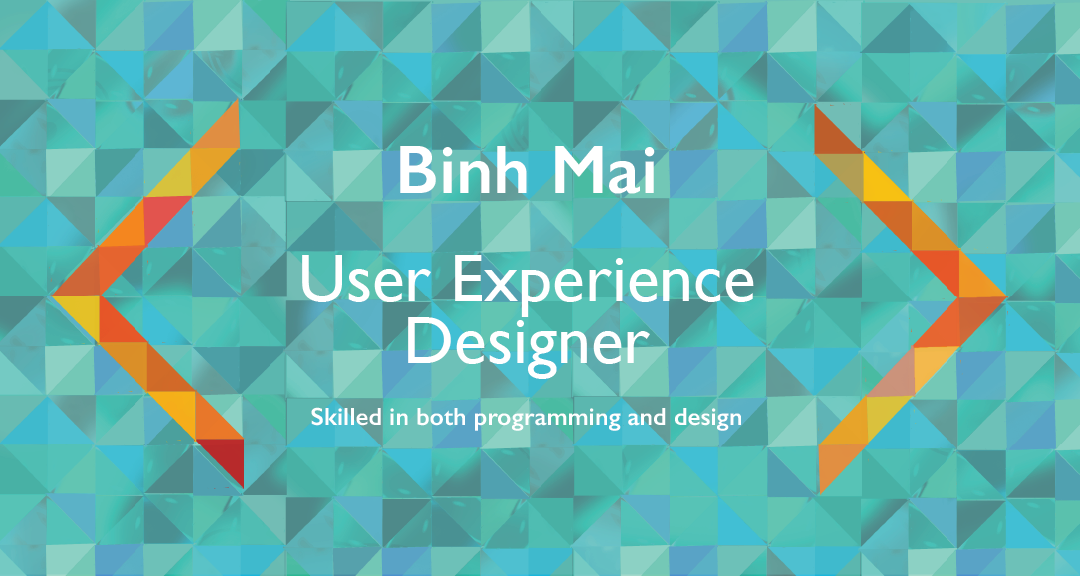 Binh Mai
User Experience
Designer
Skilled in both programming and design